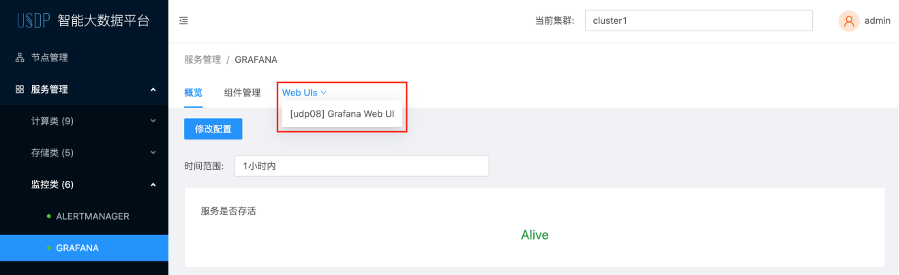 USDP 智能大数据平台
当前集群: cluster1
admin
节点管理
服务管理
计算类 (9)
存储类 (5)
监控类 (6)
ALERTMANAGER
GRAFANA
服务管理 / GRAFANA
概览 组件管理 Web UIs
[udp08] Grafana Web UI
修改配置
时间范围: 1小时内
服务是否存活
Alive